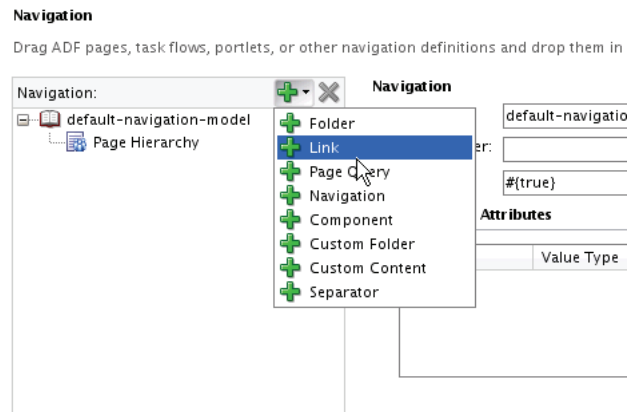 Navigation
Drag ADF pages, task flows, portlets, or other navigation definitions and drop them in
Navigation:
Navigation
default-navigation-model
default-navigatio
Page Hierarchy
er:
#{true}
Attributes
Value Type
Folder
Link
Page Query
Navigation
Component
Custom Folder
Custom Content
Separator